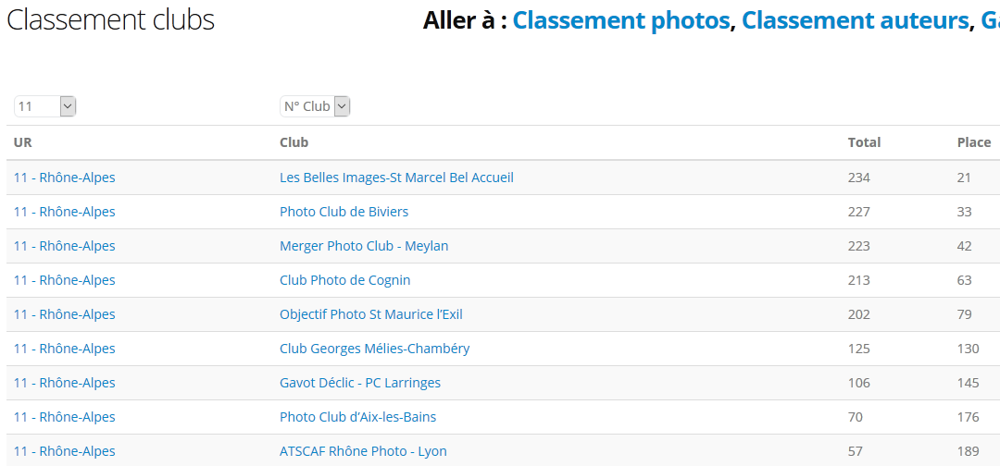 Classement clubs Aller à : Classement photos, Classement auteurs,
11 N° Club
UR Club Total Place
11 - Rhône-Alpes Les Belles Images-St Marcel Bel Accueil 234 21
11 - Rhône-Alpes Photo Club de Biviers 227 33
11 - Rhône-Alpes Merger Photo Club - Meylan 223 42
11 - Rhône-Alpes Club Photo de Cognin 213 63
11 - Rhône-Alpes Objectif Photo St Maurice l’Exil 202 79
11 - Rhône-Alpes Club Georges Mélies-Chambéry 125 130
11 - Rhône-Alpes Gavot Déclic - PC Larringes 106 145
11 - Rhône-Alpes Photo Club d’Aix-les-Bains 70 176
11 - Rhône-Alpes ATSCAF Rhône Photo - Lyon 57 189